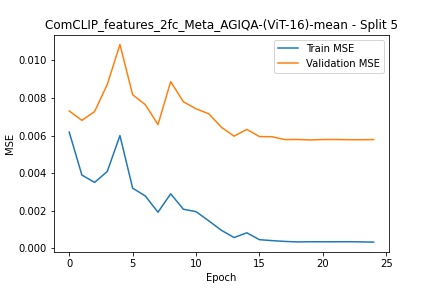 ComCLIP_features_2fc_Meta_AGIQA-(ViT-16)-mean - Split 5
Train MSE
Validation MSE
MSE
0.010
0.008
0.006
0.004
0.002
0.000
0 5 10 15 20 25
Epoch